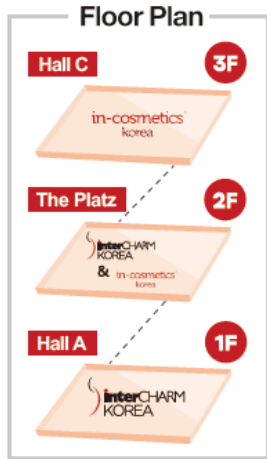 Floor Plan
Hall C
3F
in-cosmetics®
korea
The Platz
2F
interCHARM
KOREA
& in-cosmetics
korea
Hall A
1F
interCHARM
KOREA